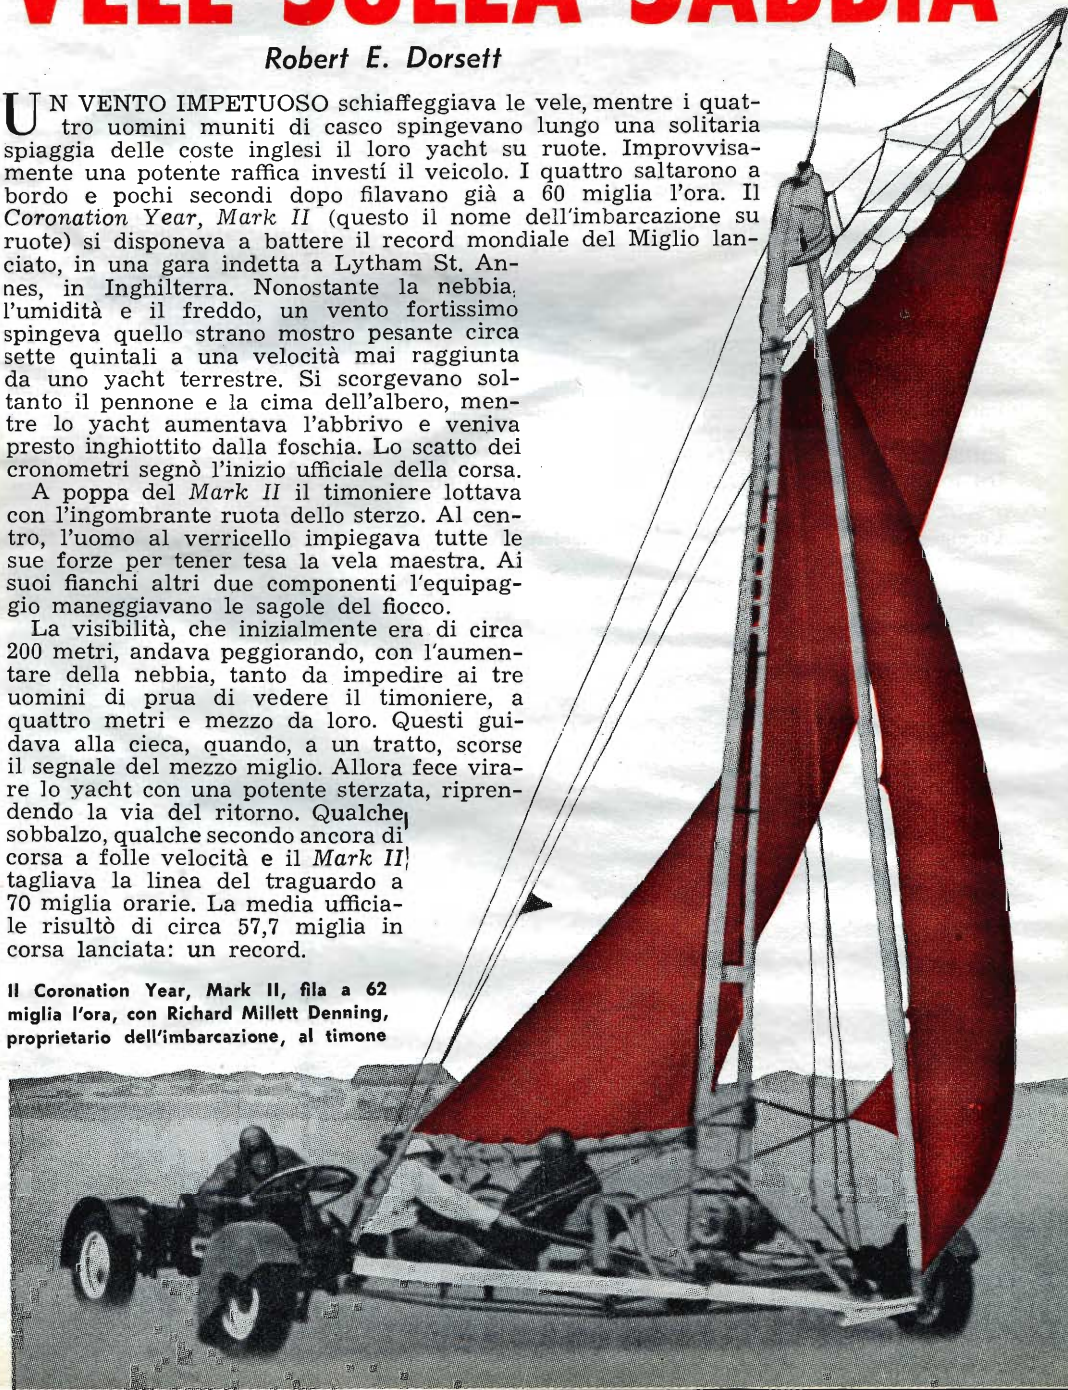 VELE SULLA SABBIA
Robert E. Dorsett
UN VENTO IMPETUOSO schiaffeggiava le vele, mentre i quat-
tro uomini muniti di casco spingevano lungo una solitaria
spiaggia delle coste inglesi il loro yacht su ruote. Improvvisa-
mente una potente raffica investí il veicolo. I quattro saltarono a
bordo e pochi secondi dopo filavano già a 60 miglia l'ora. Il
Coronation Year, Mark II (questo il nome dell'imbarcazione su
ruote) si disponeva a battere il record mondiale del Miglio lan-
ciato, in una gara indetta a Lytham St. An-
nes, in Inghilterra. Nonostante la nebbia,
l'umidità e il freddo, un vento fortissimo
spingeva quello strano mostro pesante circa
sette quintali a una velocità mai raggiunta
da uno yacht terrestre. Si scorgevano sol-
tanto il pennone e la cima dell'albero, men-
tre lo yacht aumentava l'abbrivo e veniva
presto inghiottito dalla foschia. Lo scatto dei
cronometri segnò l'inizio ufficiale della corsa.
A poppa del Mark II il timoniere lottava
con l'ingombrante ruota dello sterzo. Al cen-
tro, l'uomo al verricello impiegava tutte le
sue forze per tener tesa la vela maestra. Ai
suoi fianchi altri due componenti l'equipag-
gio maneggiavano le sagole del fiocco.
La visibilità, che inizialmente era di circa
200 metri, andava peggiorando, con l'aumen-
tare della nebbia, tanto da impedire ai tre
uomini di prua di vedere il timoniere, a
quattro metri e mezzo da loro. Questi gui-
dava alla cieca, quando, a un tratto, scorse
il segnale del mezzo miglio. Allora fece vira-
re lo yacht con una potente sterzata, ripren-
dendo la via del ritorno. Qualche
sobbalzo, qualche secondo ancora di
corsa a folle velocità e il Mark II
tagliava la linea del traguardo a
70 miglia orarie. La media ufficia-
le risultò di circa 57,7 miglia in
corsa lanciata: un record.
Il Coronation Year, Mark II, fila a 62
miglia l'ora, con Richard Millett Denning,
proprietario dell'imbarcazione, al timone